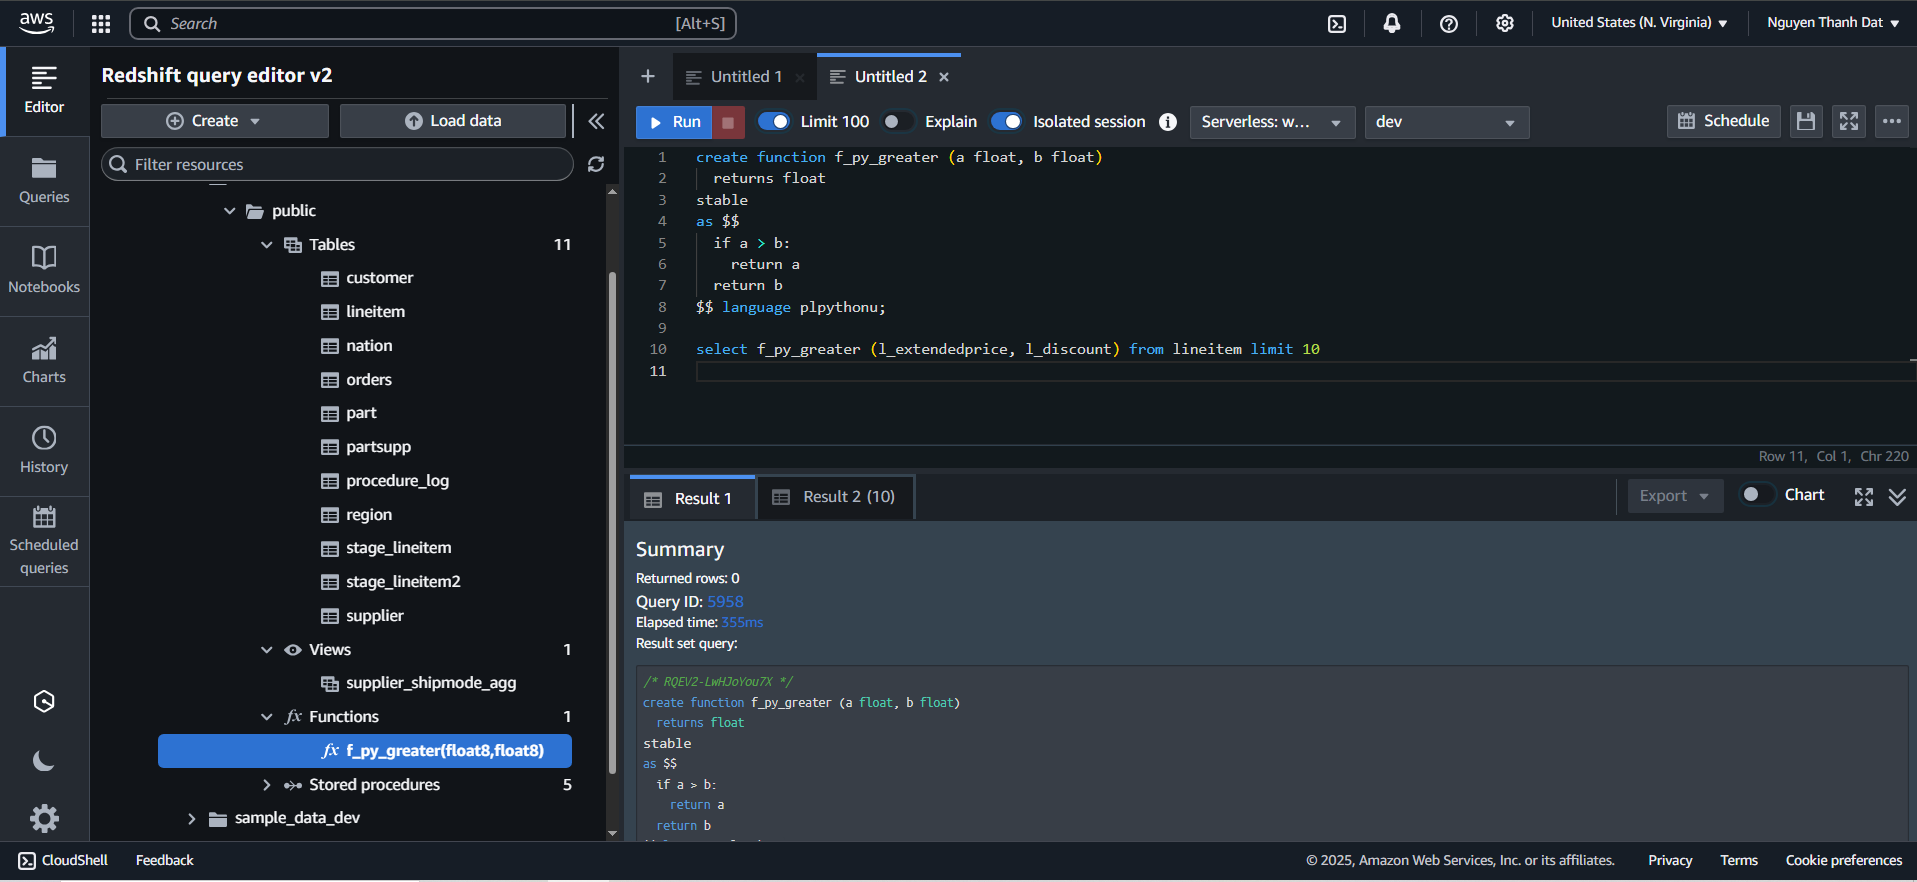 aws
Search
[Alt+S]
United States (N. Virginia)
Nguyen Thanh Dat
Editor
Queries
Notebooks
Charts
History
Scheduled
queries
Redshift query editor v2
Create
Load data
Filter resources
public
Tables 11
customer
lineitem
nation
orders
part
partsupp
procedure_log
region
stage_lineitem
stage_lineitem2
supplier
Views 1
supplier_shipmode_agg
fx Functions 1
fx f_py_greater(float8,float8)
Stored procedures 5
sample_data_dev
Untitled 1
Untitled 2
Run
Limit 100
Explain
Isolated session
Serverless: w...
dev
Schedule
1 create function f_py_greater (a float, b float)
2 returns float
3 stable
4 as $$
5 if a > b:
6 return a
7 return b
8 $$ language plpythonu;
9
10 select f_py_greater (l_extendedprice, l_discount) from lineitem limit 10
11
Row 11, Col 1, Chr 220
Result 1
Result 2 (10)
Export
Chart
Summary
Returned rows: 0
Query ID: 5958
Elapsed time: 355ms
Result set query:
/* RQEV2-LwHJoYou7X */
create function f_py_greater (a float, b float)
returns float
stable
as $$
if a > b:
return a
return b
CloudShell
Feedback
© 2025, Amazon Web Services, Inc. or its affiliates.
Privacy
Terms
Cookie preferences